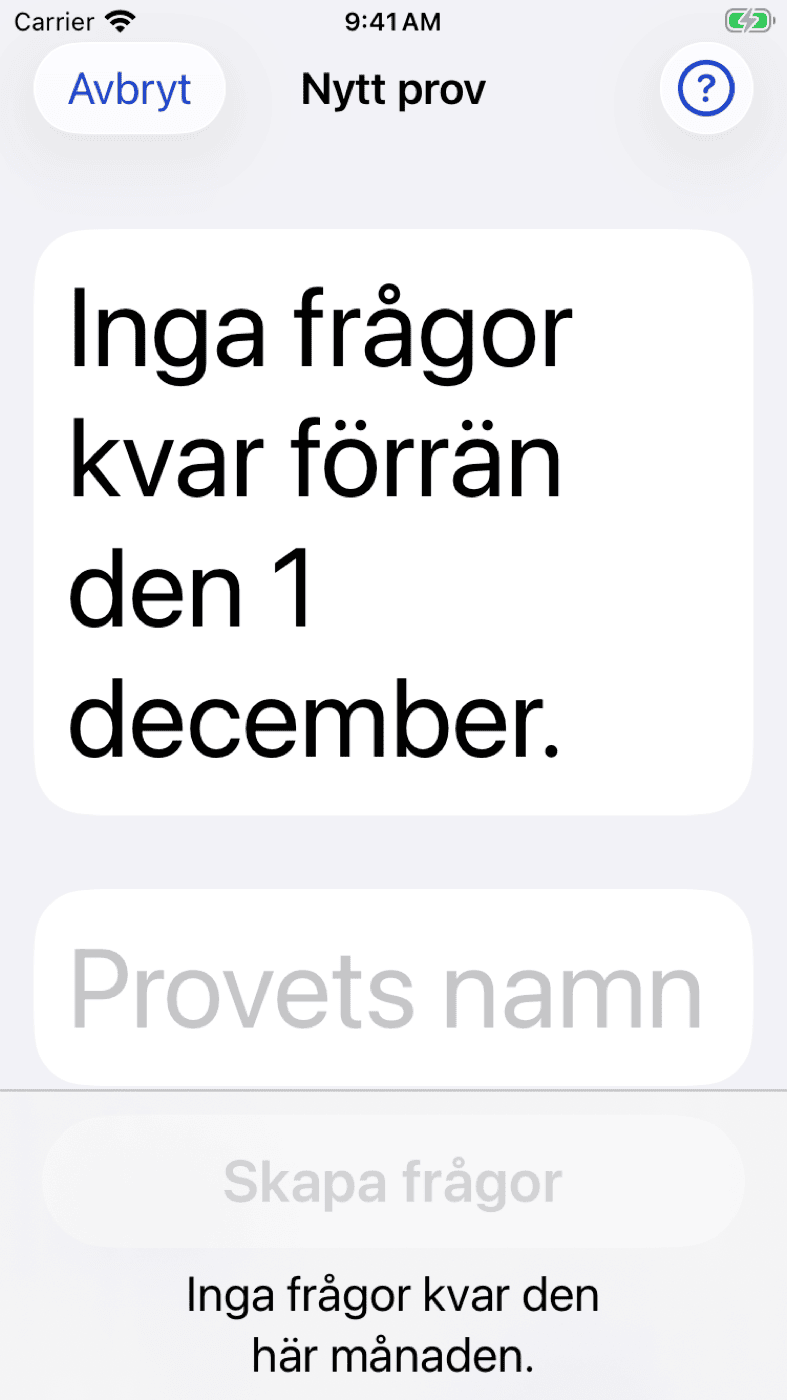 Carrier 9:41 AM
Avbryt Nytt prov ?
Inga frågor
kvar förrän
den 1
december.
Provets namn
Skapa frågor
Inga frågor kvar den
här månaden.